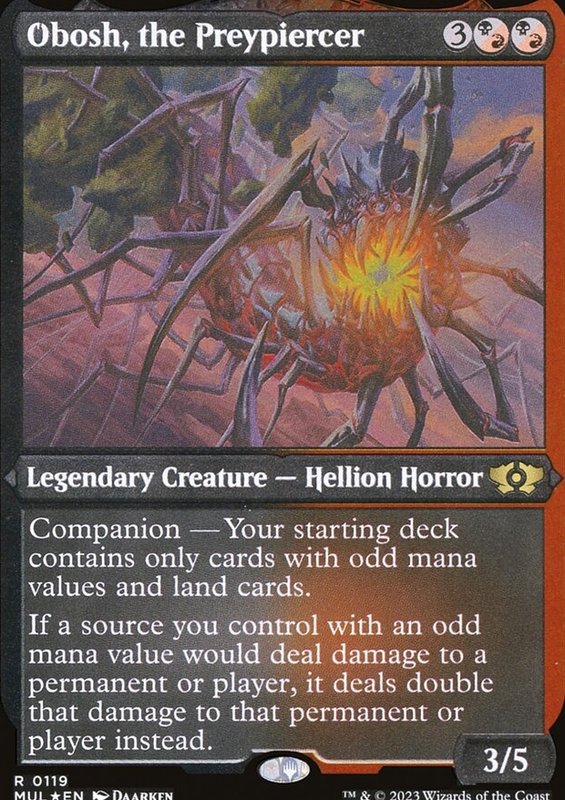 Obosh, the Preypiercer 3
Legendary Creature — Hellion Horror
Companion — Your starting deck
contains only cards with odd mana
values and land cards.
If a source you control with an odd
mana value would deal damage to a
permanent or player, it deals double
that damage to that permanent or
player instead.
3/5
R 0119
MUL★EN DAARKEN ™ & © 2023 Wizards of the Coast